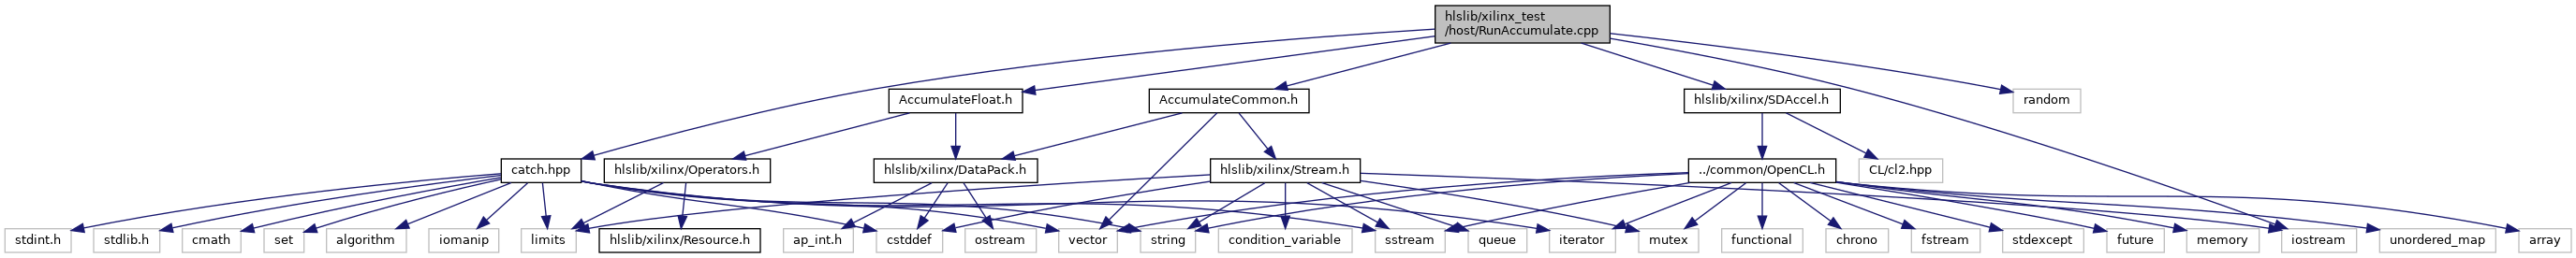 hlslib/xilinx_test
/host/RunAccumulate.cpp
AccumulateFloat.h
AccumulateCommon.h
hlslib/xilinx/SDAccel.h
random
catch.hpp
hlslib/xilinx/Operators.h
hlslib/xilinx/DataPack.h
hlslib/xilinx/Stream.h
../common/OpenCL.h
CL/cl2.hpp
stdint.h
stdlib.h
cmath
set
algorithm
iomanip
limits
hlslib/xilinx/Resource.h
ap_int.h
cstddef
ostream
vector
string
condition_variable
sstream
queue
iterator
mutex
functional
chrono
fstream
stdexcept
future
memory
iostream
unordered_map
array